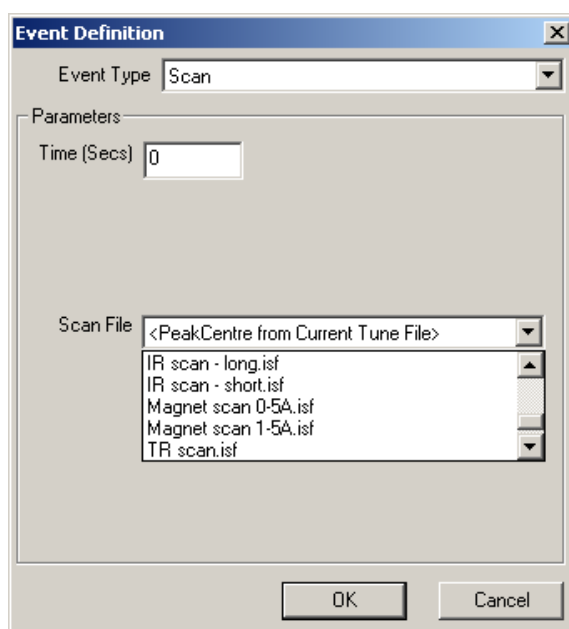 Event Definition
Event Type Scan
Parameters
Time (Secs) 0
Scan File <PeakCentre from Current Tune File>
IR scan - long.isf
IR scan - short.isf
Magnet scan 0-5A.isf
Magnet scan 1-5A.isf
TR scan.isf
OK Cancel